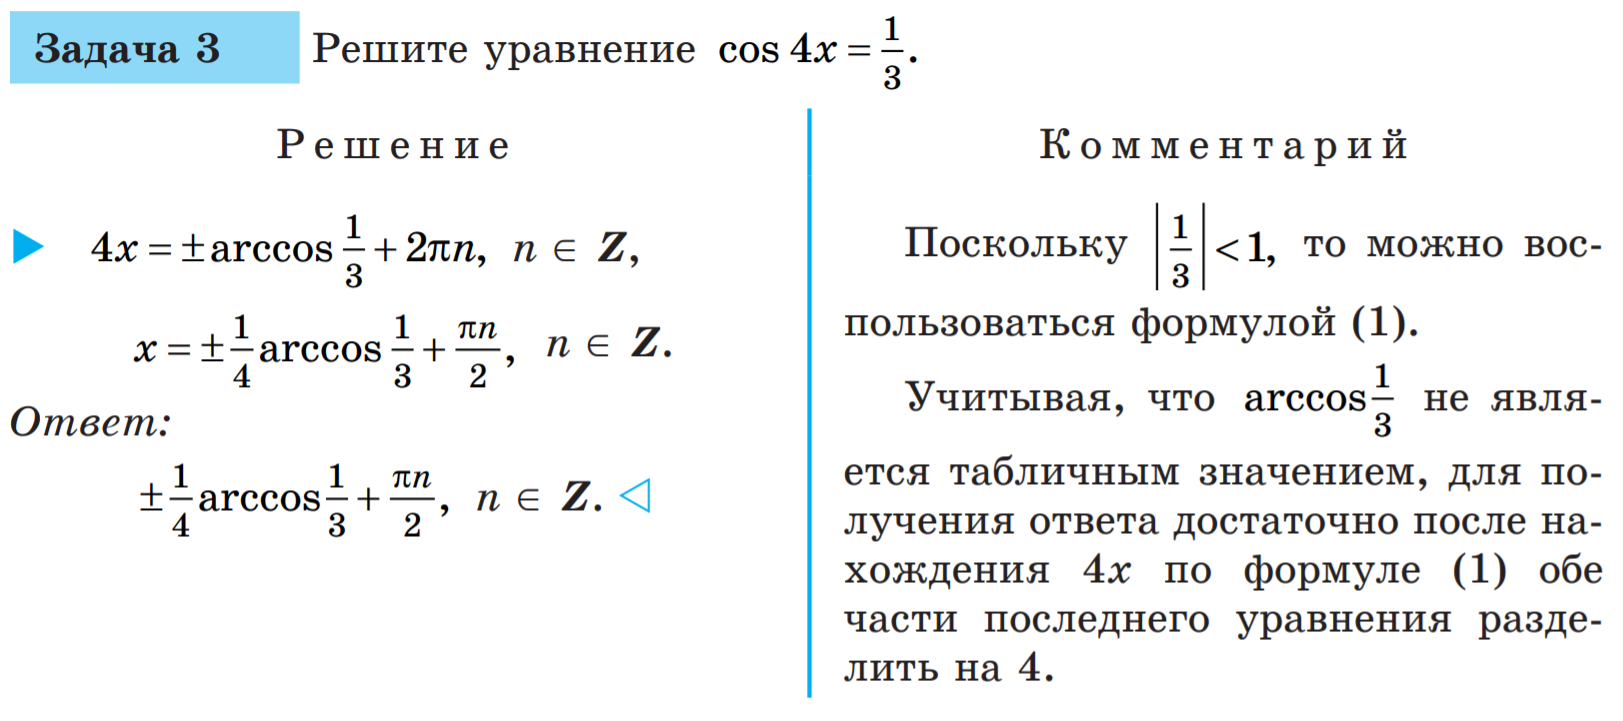 Задача 3 Решите уравнение cos 4x = 1/3.
Решение
4x = ±arccos 1/3 + 2πn, n ∈ Z,
x = ±1/4 arccos 1/3 + πn/2, n ∈ Z.
Ответ:
±1/4 arccos 1/3 + πn/2, n ∈ Z.
Комментарий
Поскольку |1/3| < 1, то можно вос-
пользоваться формулой (1).
Учитывая, что arccos 1/3 не явля-
ется табличным значением, для по-
лучения ответа достаточно после на-
хождения 4x по формуле (1) обе
части последнего уравнения разде-
лить на 4.